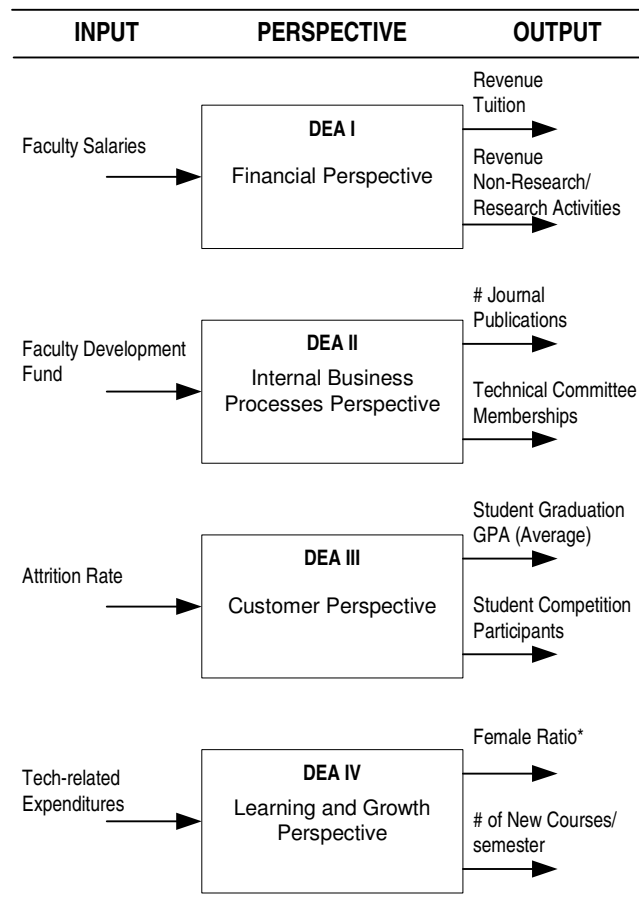 INPUT PERSPECTIVE OUTPUT
Faculty Salaries
DEA I
Financial Perspective
Revenue
Tuition
Revenue
Non-Research/
Research Activities
Faculty Development
Fund
DEA II
Internal Business
Processes Perspective
# Journal
Publications
Technical Committee
Memberships
Attrition Rate
DEA III
Customer Perspective
Student Graduation
GPA (Average)
Student Competition
Participants
Tech-related
Expenditures
DEA IV
Learning and Growth
Perspective
Female Ratio*
# of New Courses/
semester